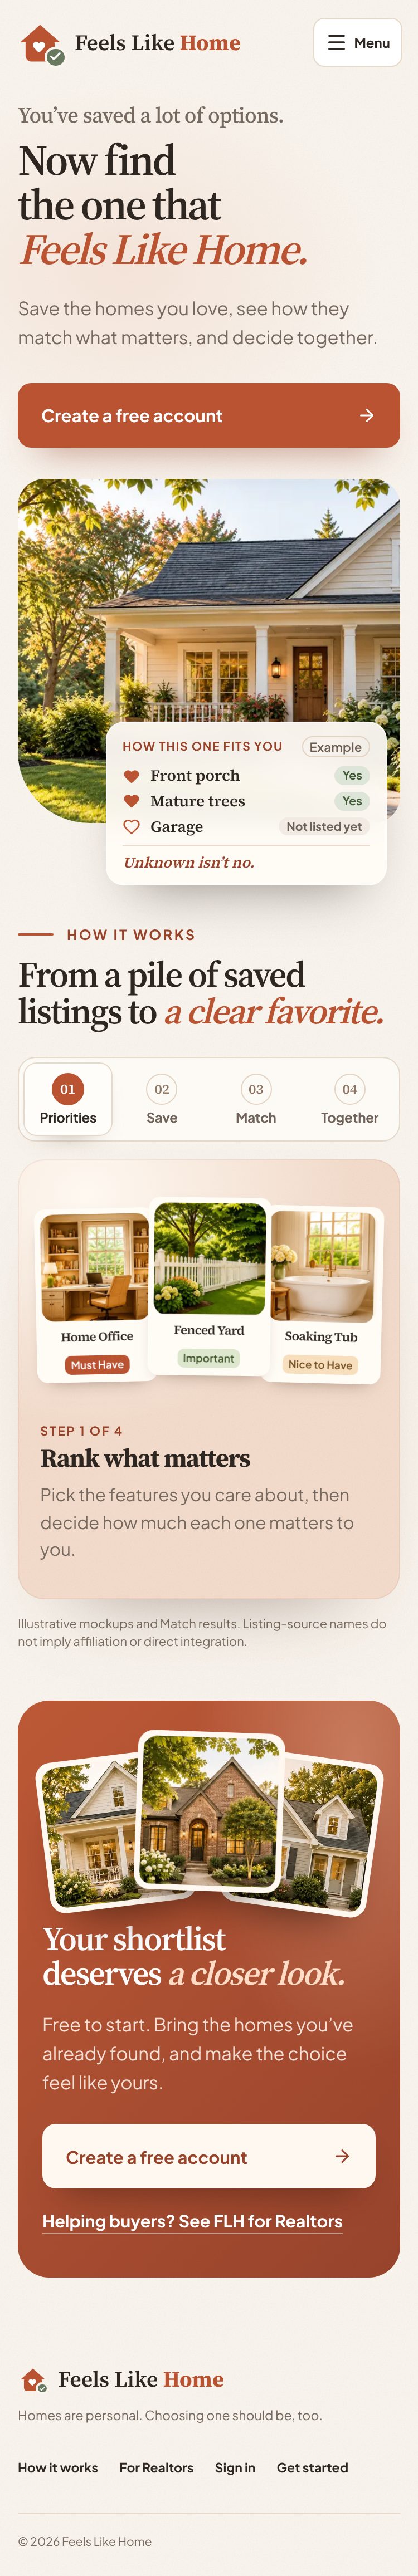 Feels Like Home
Menu
You’ve saved a lot of options.
Now find
the one that
Feels Like Home.
Save the homes you love, see how they
match what matters, and decide together.
Create a free account
HOW THIS ONE FITS YOU
Example
Front porch
Yes
Mature trees
Yes
Garage
Not listed yet
Unknown isn’t no.
HOW IT WORKS
From a pile of saved
listings to a clear favorite.
01
Priorities
02
Save
03
Match
04
Together
Home Office
Must Have
Fenced Yard
Important
Soaking Tub
Nice to Have
STEP 1 OF 4
Rank what matters
Pick the features you care about, then
decide how much each one matters to
you.
Illustrative mockups and Match results. Listing-source names do
not imply affiliation or direct integration.
Your shortlist
deserves a closer look.
Free to start. Bring the homes you’ve
already found, and make the choice
feel like yours.
Create a free account
Helping buyers? See FLH for Realtors
Feels Like Home
Homes are personal. Choosing one should be, too.
How it works
For Realtors
Sign in
Get started
© 2026 Feels Like Home